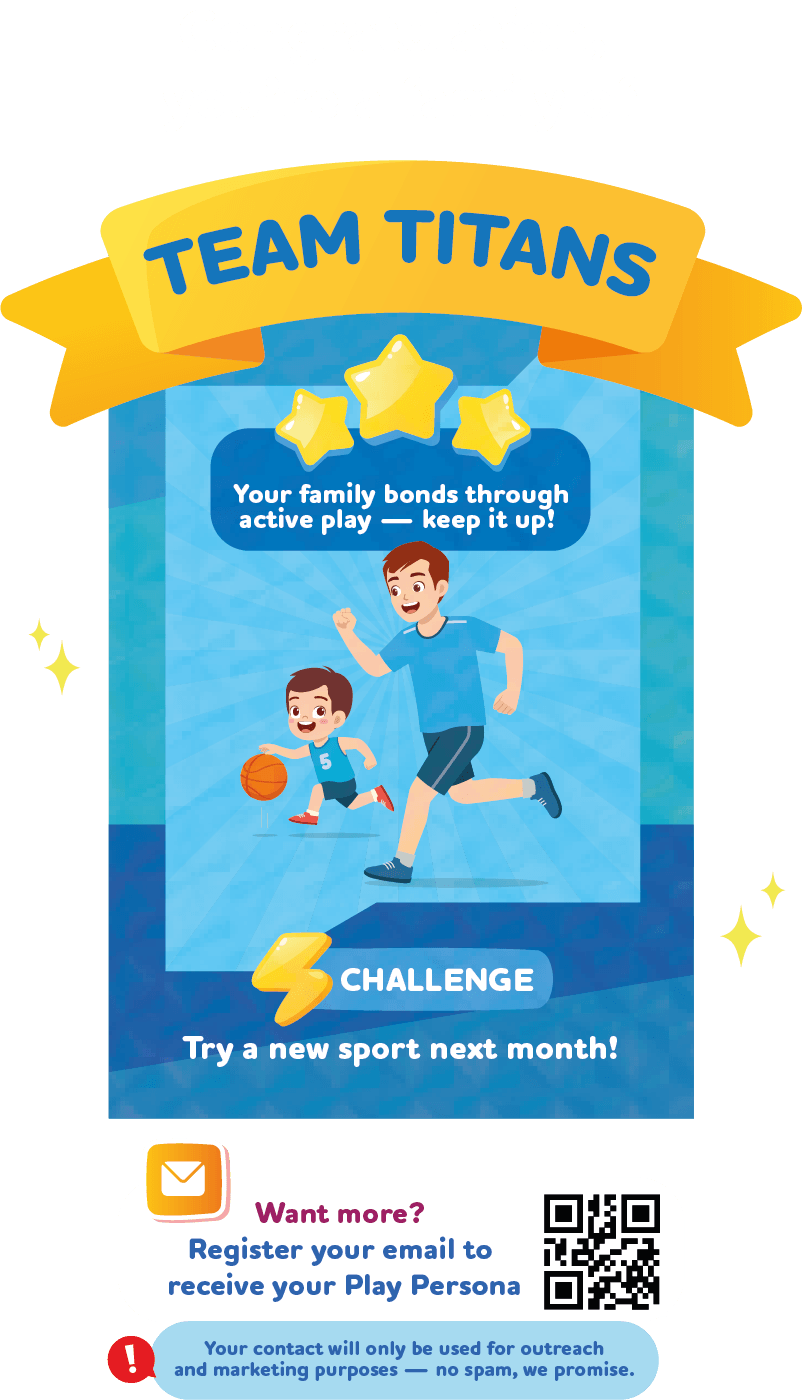 TEAM TITANS
Your family bonds through
active play — keep it up!
5
CHALLENGE
Try a new sport next month!
Want more?
Register your email to
receive your Play Persona
!
Your contact will only be used for outreach
and marketing purposes — no spam, we promise.